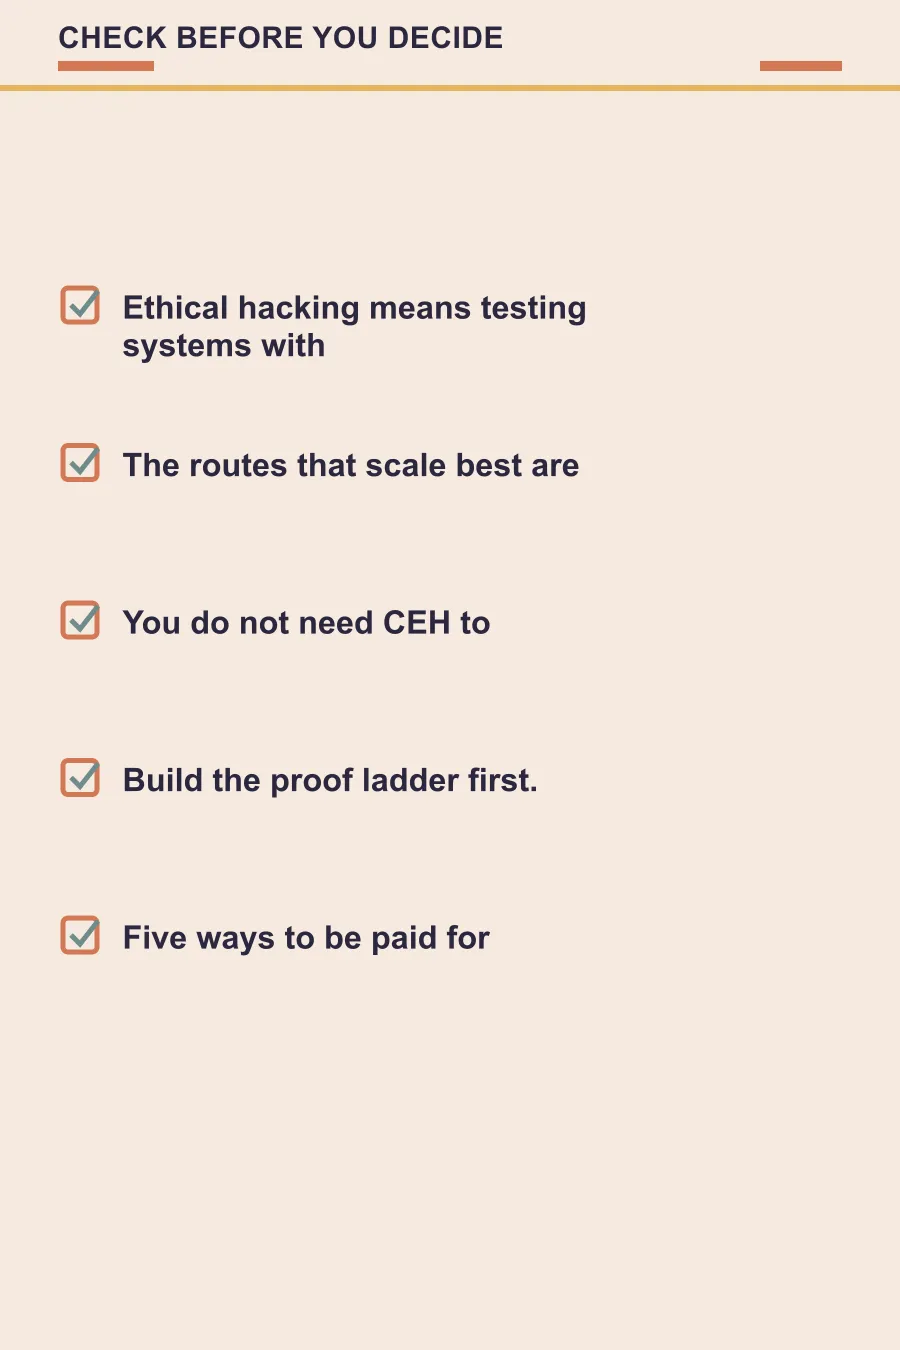 CHECK BEFORE YOU DECIDE
Ethical hacking means testing
systems with
The routes that scale best are
You do not need CEH to
Build the proof ladder first.
Five ways to be paid for